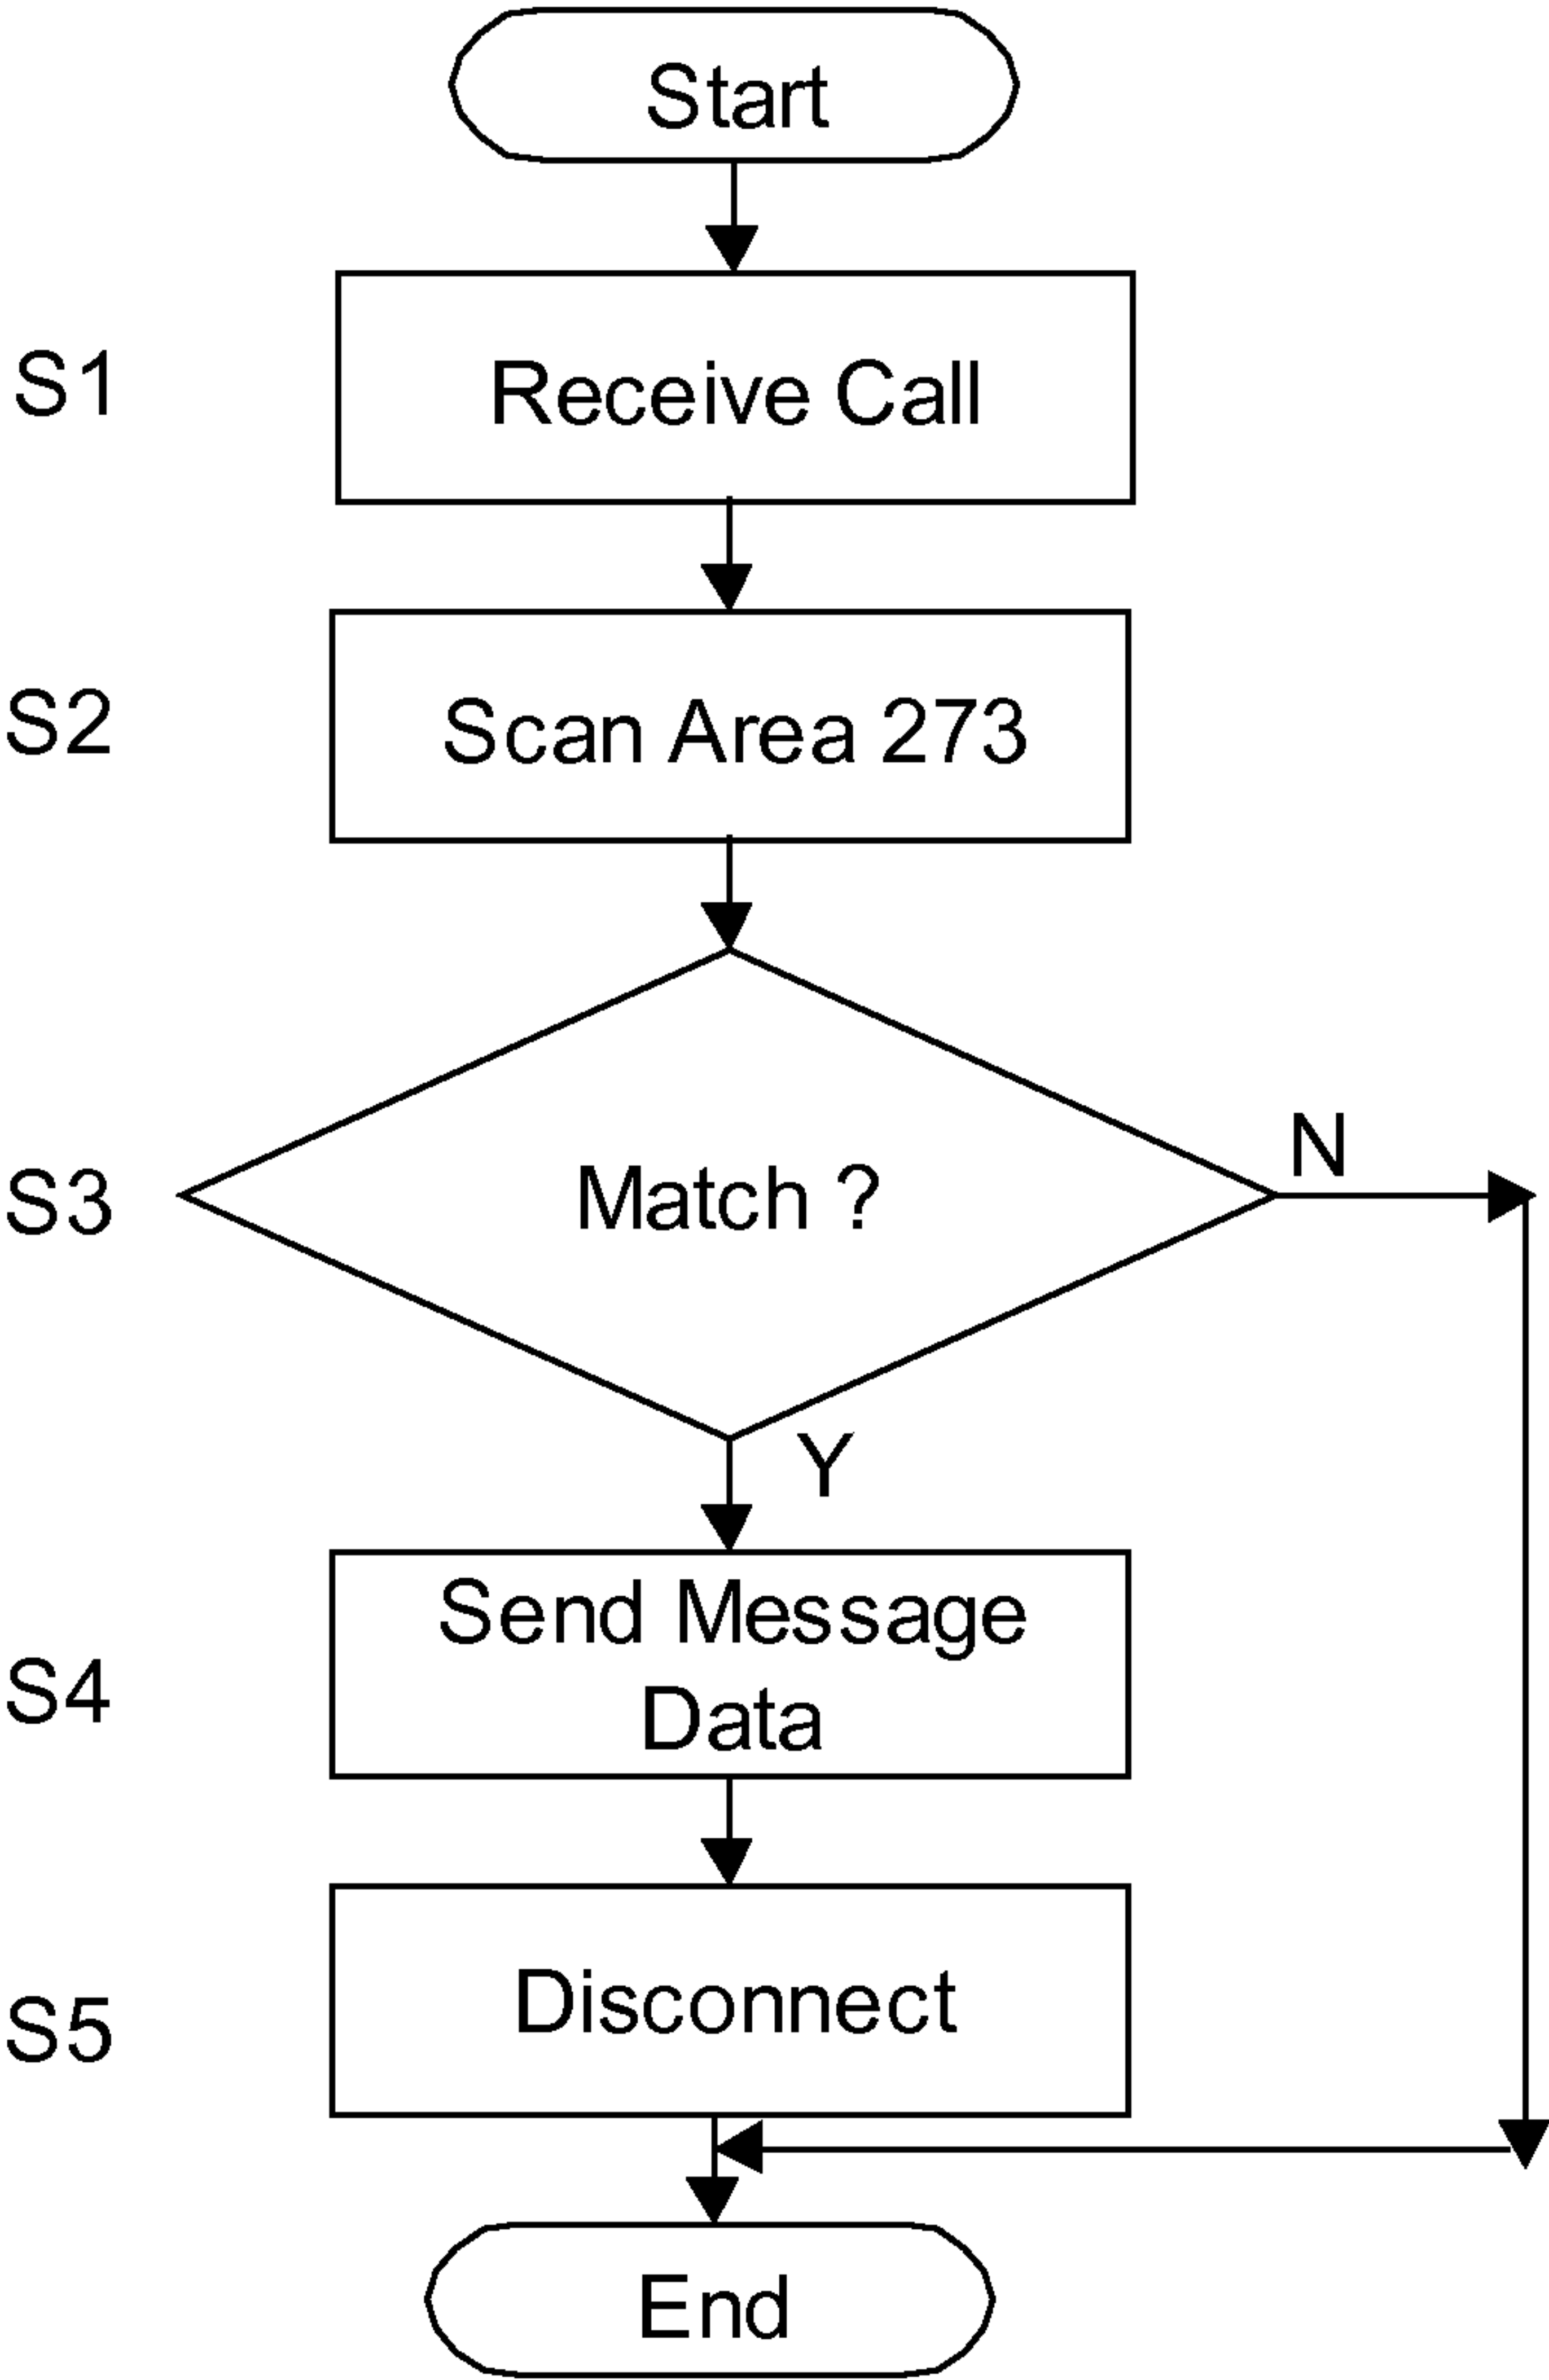 Start
S1
Receive Call
S2
Scan Area 273
S3
Match ?
N
Y
S4
Send Message
Data
S5
Disconnect
End